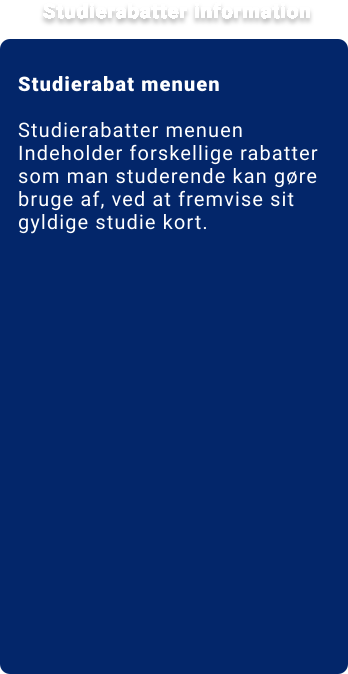 Studierabatter Information
Studierabat menuen
Studierabatter menuen
Indeholder forskellige rabatter
som man studerende kan gøre
bruge af, ved at fremvise sit
gyldige studie kort.